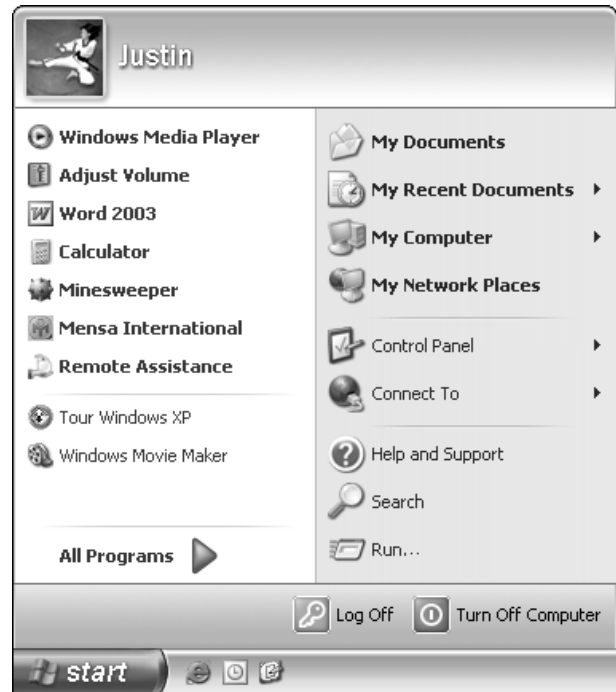 Justin
Windows Media Player
Adjust Volume
Word 2003
Calculator
Minesweeper
Mensa International
Remote Assistance
Tour Windows XP
Windows Movie Maker
All Programs
My Documents
My Recent Documents
My Computer
My Network Places
Control Panel
Connect To
Help and Support
Search
Run...
Log Off
Turn Off Computer
start